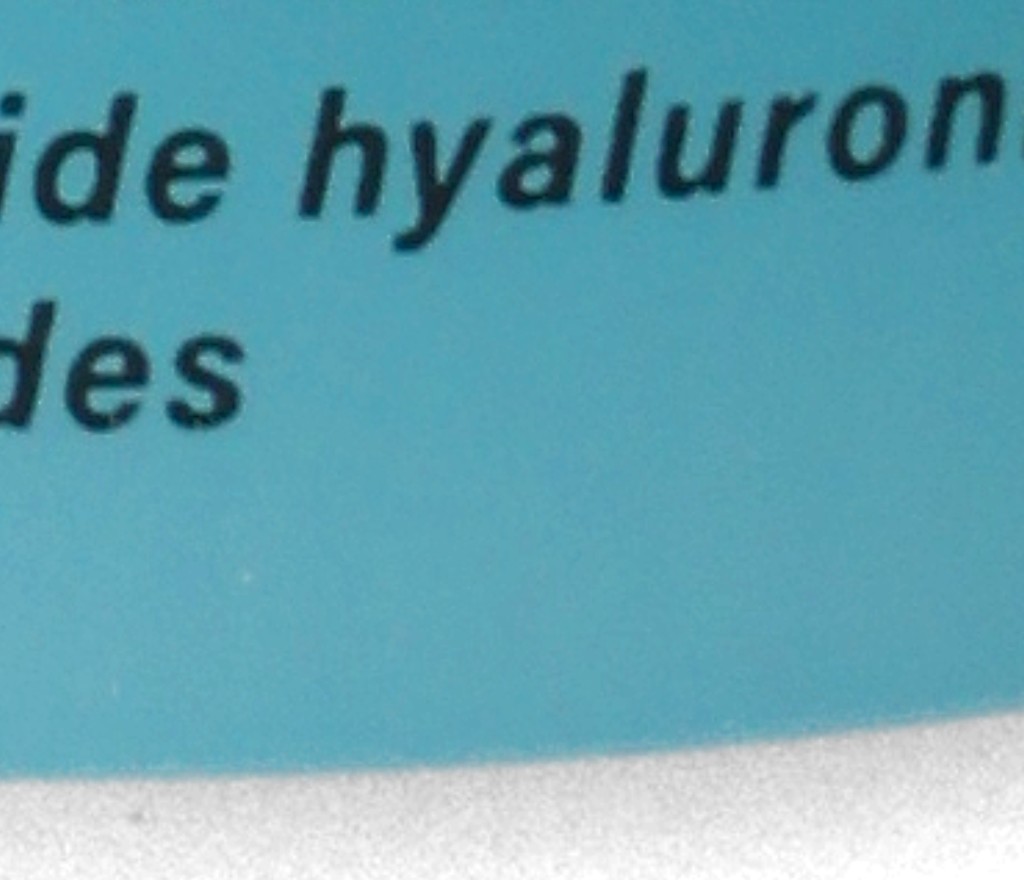 ide hyaluron
des